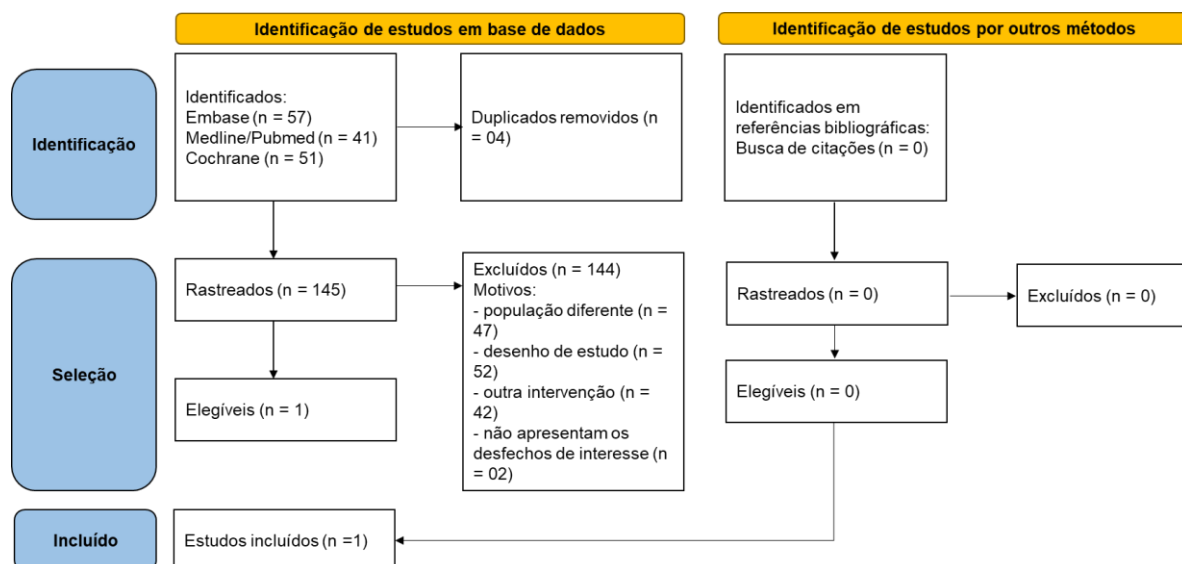 Identificação de estudos em base de dados
Identificação de estudos por outros métodos
Identificação
Identificados:
Embase (n = 57)
Medline/Pubmed (n = 41)
Cochrane (n = 51)
Duplicados removidos (n
= 04)
Identificados em
referências bibliográficas:
Busca de citações (n = 0)
Seleção
Rastreados (n = 145)
Excluídos (n = 144)
Motivos:
- população diferente (n =
47)
- desenho de estudo (n =
52)
- outra intervenção (n =
42)
- não apresentam os
desfechos de interesse (n
= 02)
Elegíveis (n = 1)
Rastreados (n = 0)
Excluídos (n = 0)
Elegíveis (n = 0)
Incluído
Estudos incluídos (n =1)